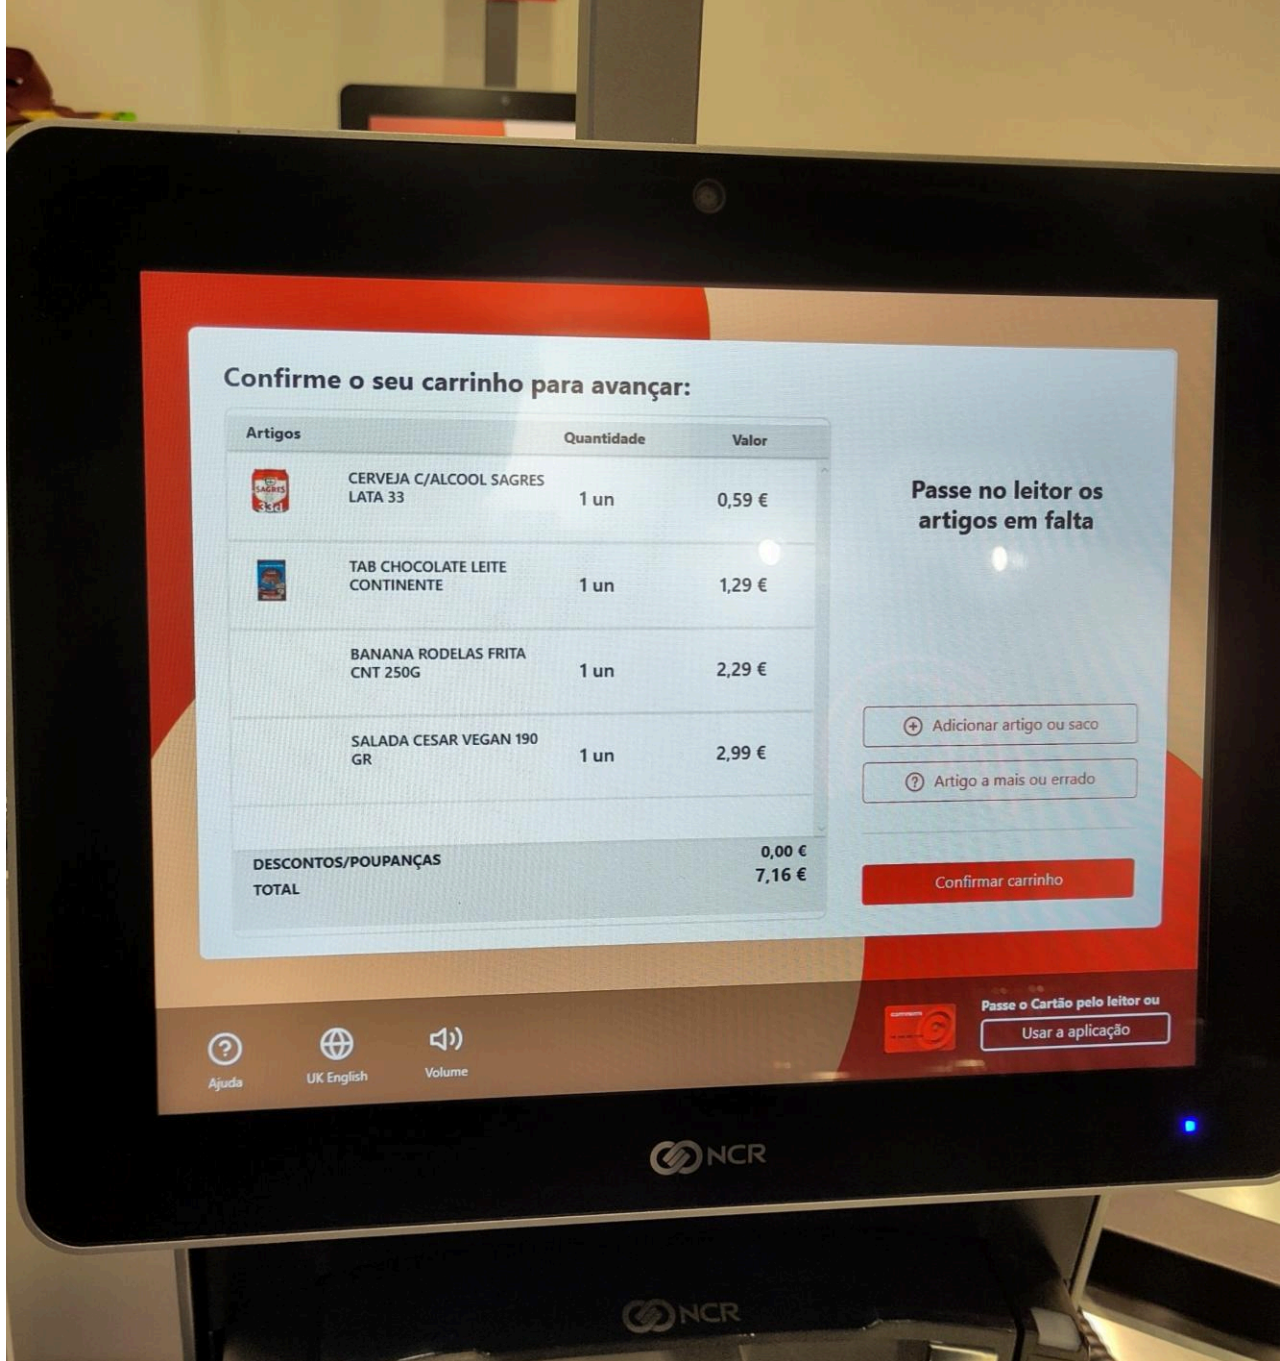 Confirme o seu carrinho para avançar:
Artigos Quantidade Valor
SAGRES
33cl
CERVEJA C/ALCOOL SAGRES
LATA 33
1 un 0,59 €
TAB CHOCOLATE LEITE
CONTINENTE
1 un 1,29 €
BANANA RODELAS FRITA
CNT 250G
1 un 2,29 €
SALADA CESAR VEGAN 190
GR
1 un 2,99 €
DESCONTOS/POUPANÇAS 0,00 €
TOTAL 7,16 €
Passe no leitor os
artigos em falta
Adicionar artigo ou saco
Artigo a mais ou errado
Confirmar carrinho
Passe o Cartão pelo leitor ou
Usar a aplicação
Ajuda
UK English
Volume
NCR
NCR